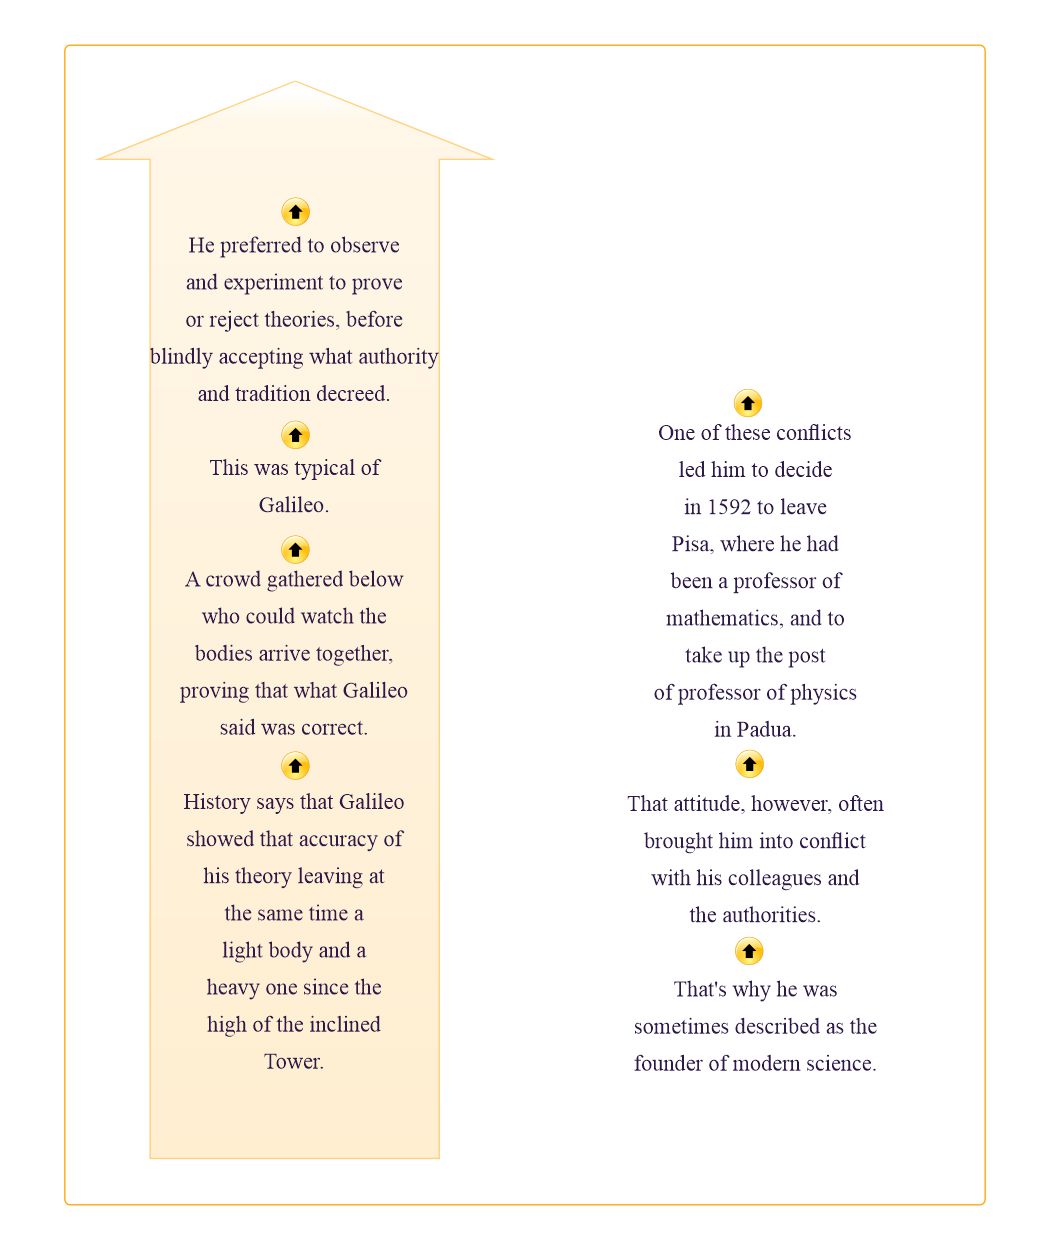 He preferred to observe
and experiment to prove
or reject theories, before
blindly accepting what authority
and tradition decreed.
This was typical of
Galileo.
A crowd gathered below
who could watch the
bodies arrive together,
proving that what Galileo
said was correct.
History says that Galileo
showed that accuracy of
his theory leaving at
the same time a
light body and a
heavy one since the
high of the inclined
Tower.
One of these conflicts
led him to decide
in 1592 to leave
Pisa, where he had
been a professor of
mathematics, and to
take up the post
of professor of physics
in Padua.
That attitude, however, often
brought him into conflict
with his colleagues and
the authorities.
That's why he was
sometimes described as the
founder of modern science.